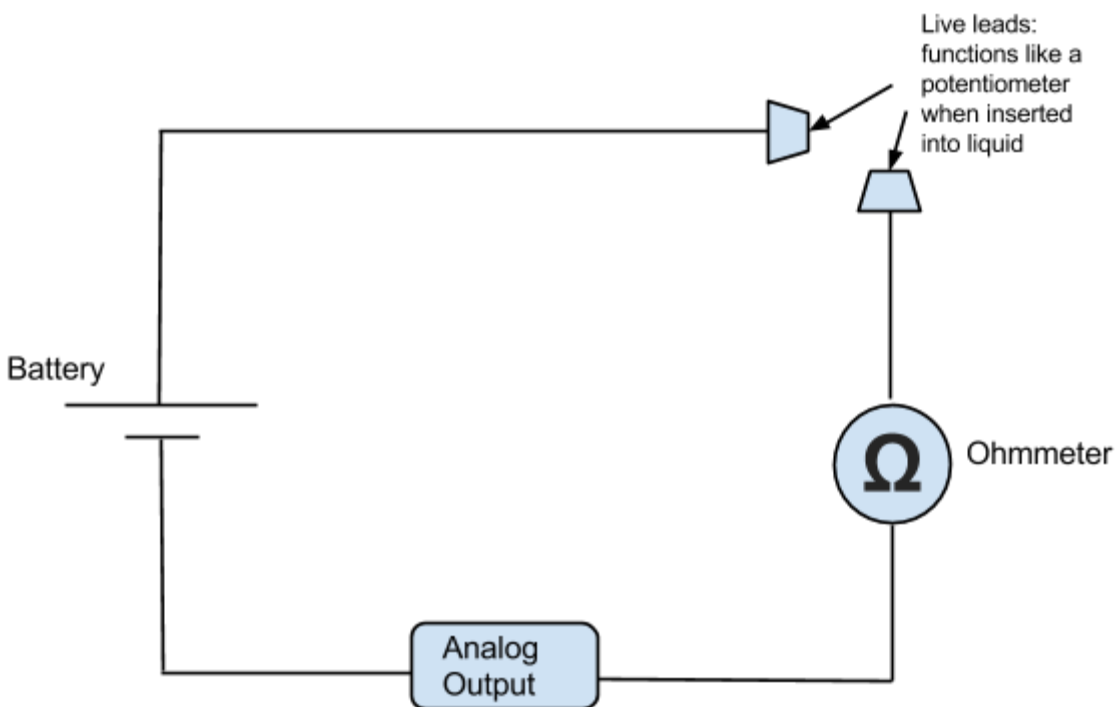 Live leads:
functions like a
potentiometer
when inserted
into liquid
Battery
Ω
Ohmmeter
Analog
Output